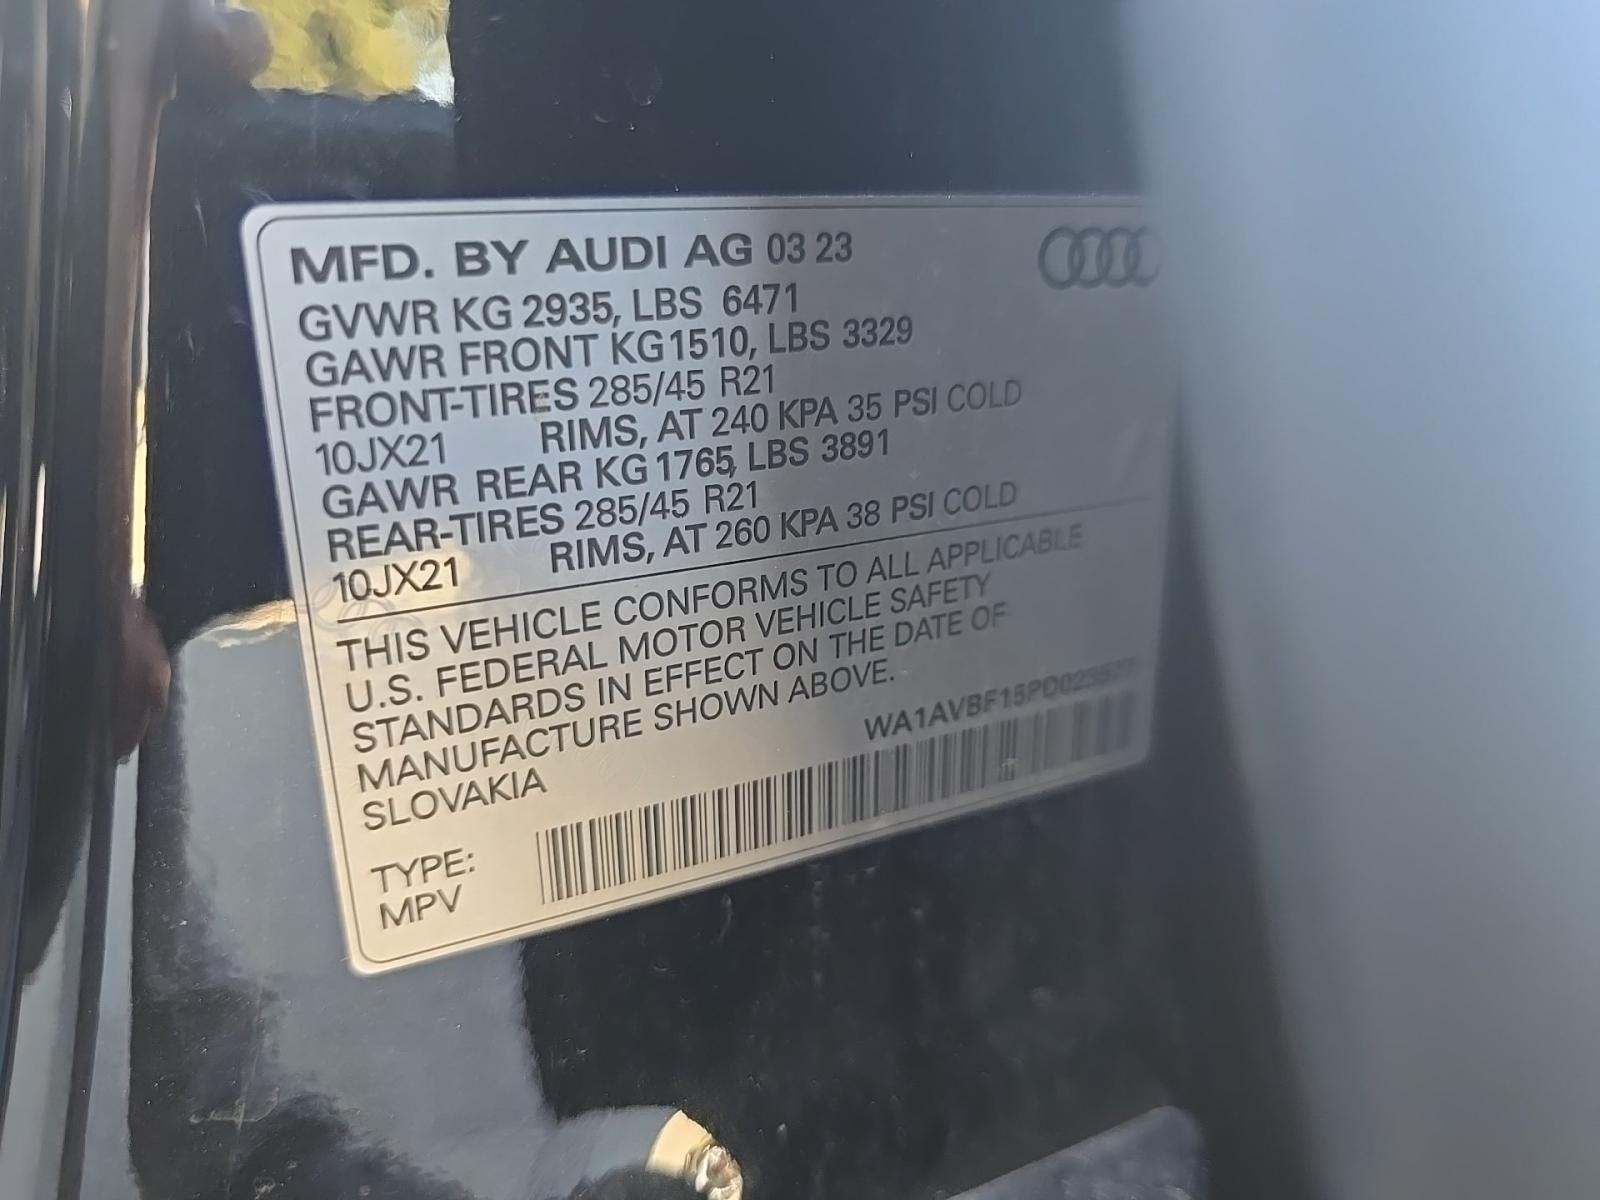 MFD. BY AUDI AG 03 23
GVWR KG 2935, LBS 6471
GAWR FRONT KG1510, LBS 3329
FRONT-TIRES 285/45 R21
10JX21 RIMS, AT 240 KPA 35 PSI COLD
GAWR REAR KG 1765, LBS 3891
REAR-TIRES 285/45 R21
10JX21 RIMS, AT 260 KPA 38 PSI COLD
THIS VEHICLE CONFORMS TO ALL APPLICABLE
U.S. FEDERAL MOTOR VEHICLE SAFETY
STANDARDS IN EFFECT ON THE DATE OF
MANUFACTURE SHOWN ABOVE.
SLOVAKIA
TYPE:
MPV